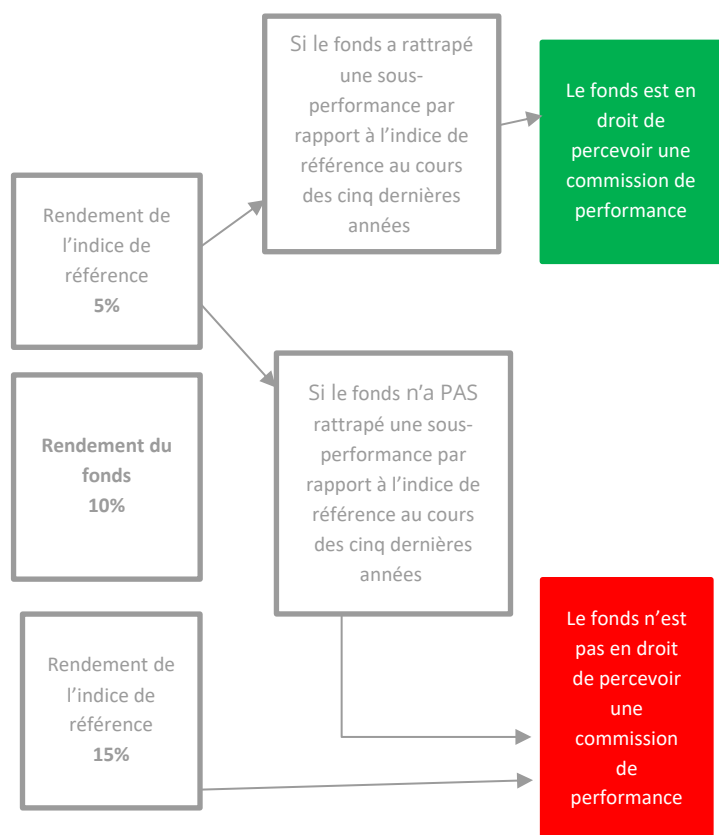 Si le fonds a rattrapé
une sous-
performance par
rapport à l’indice de
référence au cours
des cinq dernières
années
Le fonds est en
droit de
percevoir une
commission de
performance
Rendement de
l’indice de
référence
5%
Si le fonds n’a PAS
rattrapé une sous-
performance par
rapport à l’indice de
référence au cours
des cinq dernières
années
Rendement du
fonds
10%
Le fonds n’est
pas en droit
de percevoir
une
commission
de
performance
Rendement de
l’indice de
référence
15%